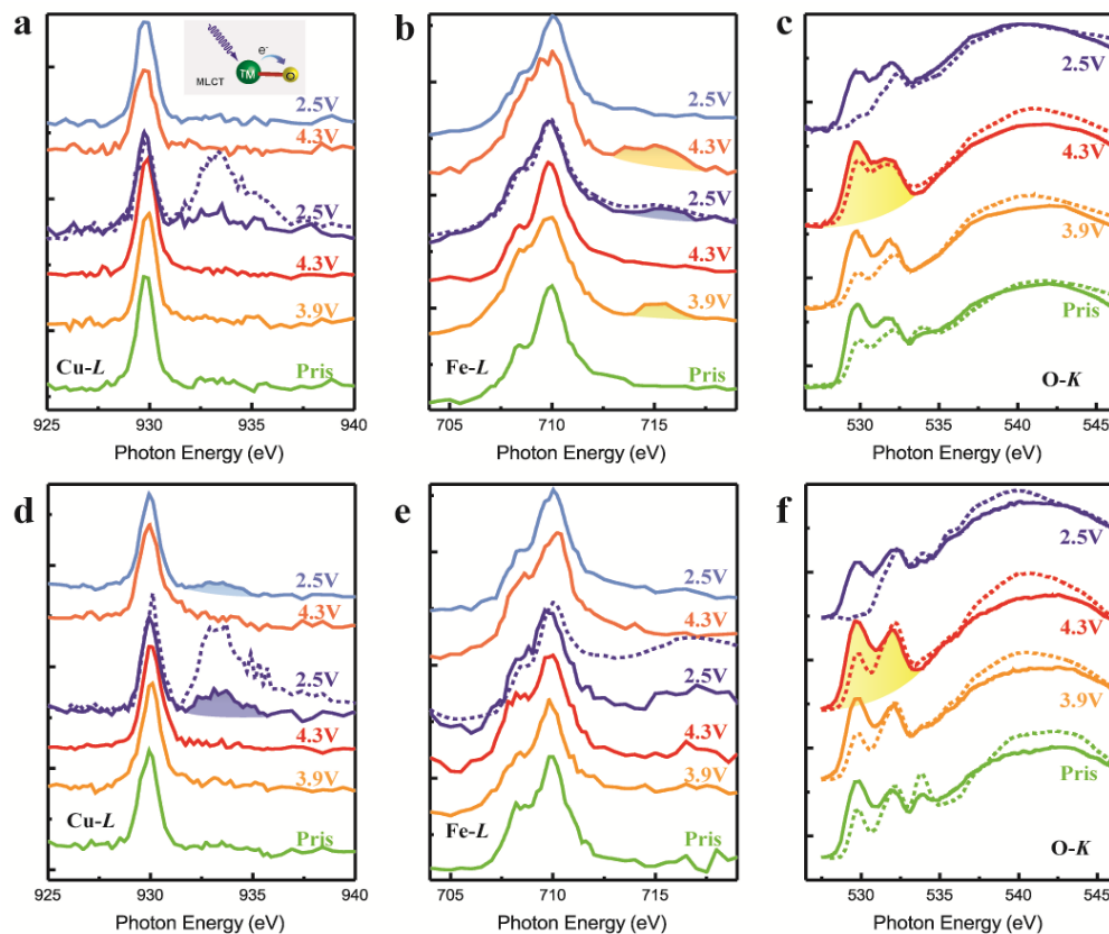 a
MLCT
e-
TM
O
2.5V
4.3V
2.5V
4.3V
3.9V
Cu-L
Pris
925 930 935 940
Photon Energy (eV)
b
2.5V
4.3V
2.5V
4.3V
3.9V
Fe-L
Pris
705 710 715
Photon Energy (eV)
c
2.5V
4.3V
3.9V
Pris
O-K
530 535 540 545
Photon Energy (eV)
d
2.5V
4.3V
2.5V
4.3V
3.9V
Cu-L
Pris
925 930 935 940
Photon Energy (eV)
e
2.5V
4.3V
2.5V
4.3V
3.9V
Fe-L
Pris
705 710 715
Photon Energy (eV)
f
2.5V
4.3V
3.9V
Pris
O-K
530 535 540 545
Photon Energy (eV)